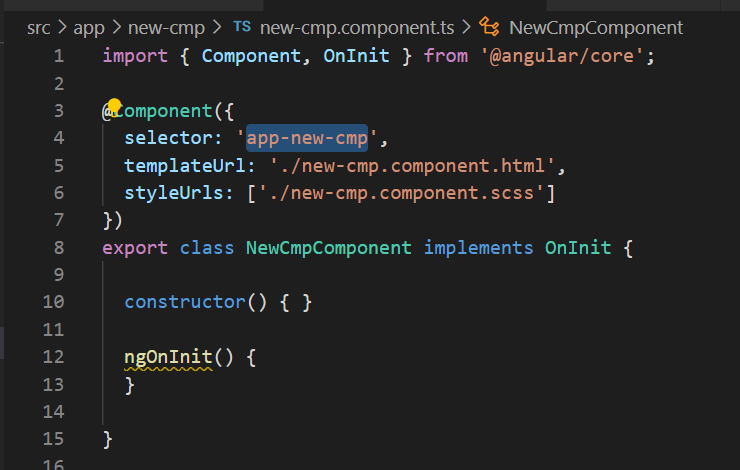 src > app > new-cmp > TS new-cmp.component.ts > NewCmpComponent
1 import { Component, OnInit } from '@angular/core';
2
3 @Component({
4 selector: 'app-new-cmp',
5 templateUrl: './new-cmp.component.html',
6 styleUrls: ['./new-cmp.component.scss']
7 })
8 export class NewCmpComponent implements OnInit {
9
10 constructor() { }
11
12 ngOnInit() {
13 }
14
15 }
16